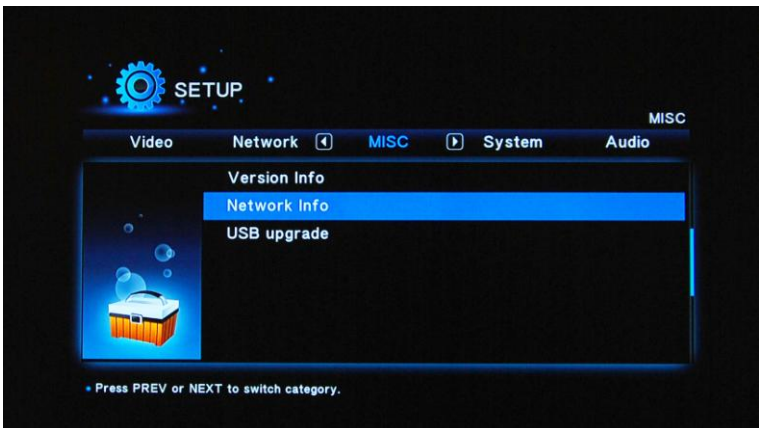 SETUP
MISC
Video Network MISC System Audio
Version Info
Network Info
USB upgrade
Press PREV or NEXT to switch category.